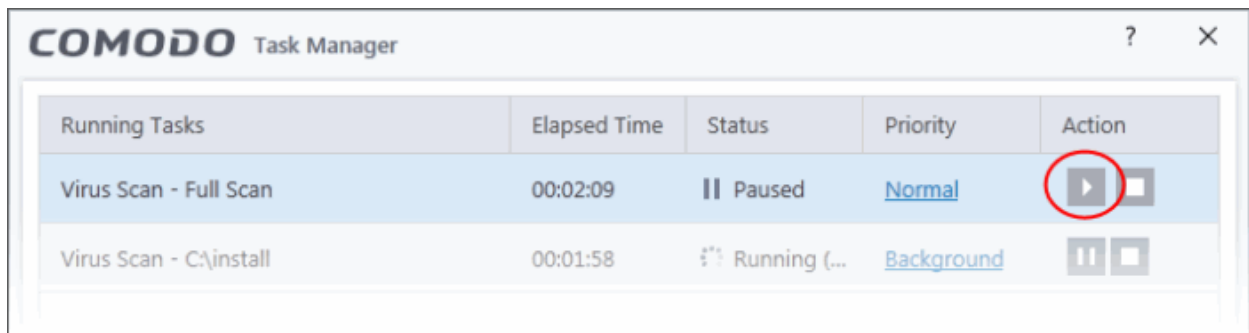 COMODO Task Manager ?
Running Tasks Elapsed Time Status Priority Action
Virus Scan - Full Scan 00:02:09 Paused Normal
Virus Scan - C:\install 00:01:58 Running (... Background